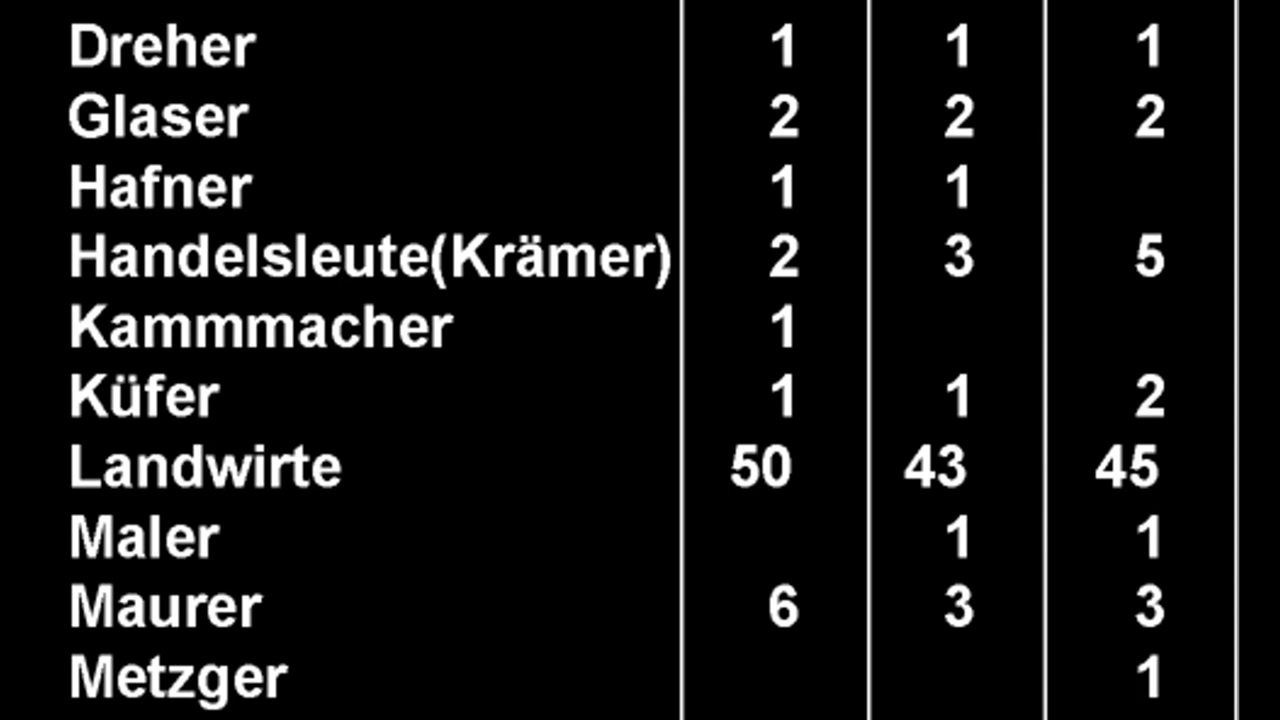 Dreher 1 1 1
Glaser 2 2 2
Hafner 1 1
Handelsleute(Krämer) 2 3 5
Kammmacher 1
Küfer 1 1 2
Landwirte 50 43 45
Maler 1 1
Maurer 6 3 3
Metzger 1